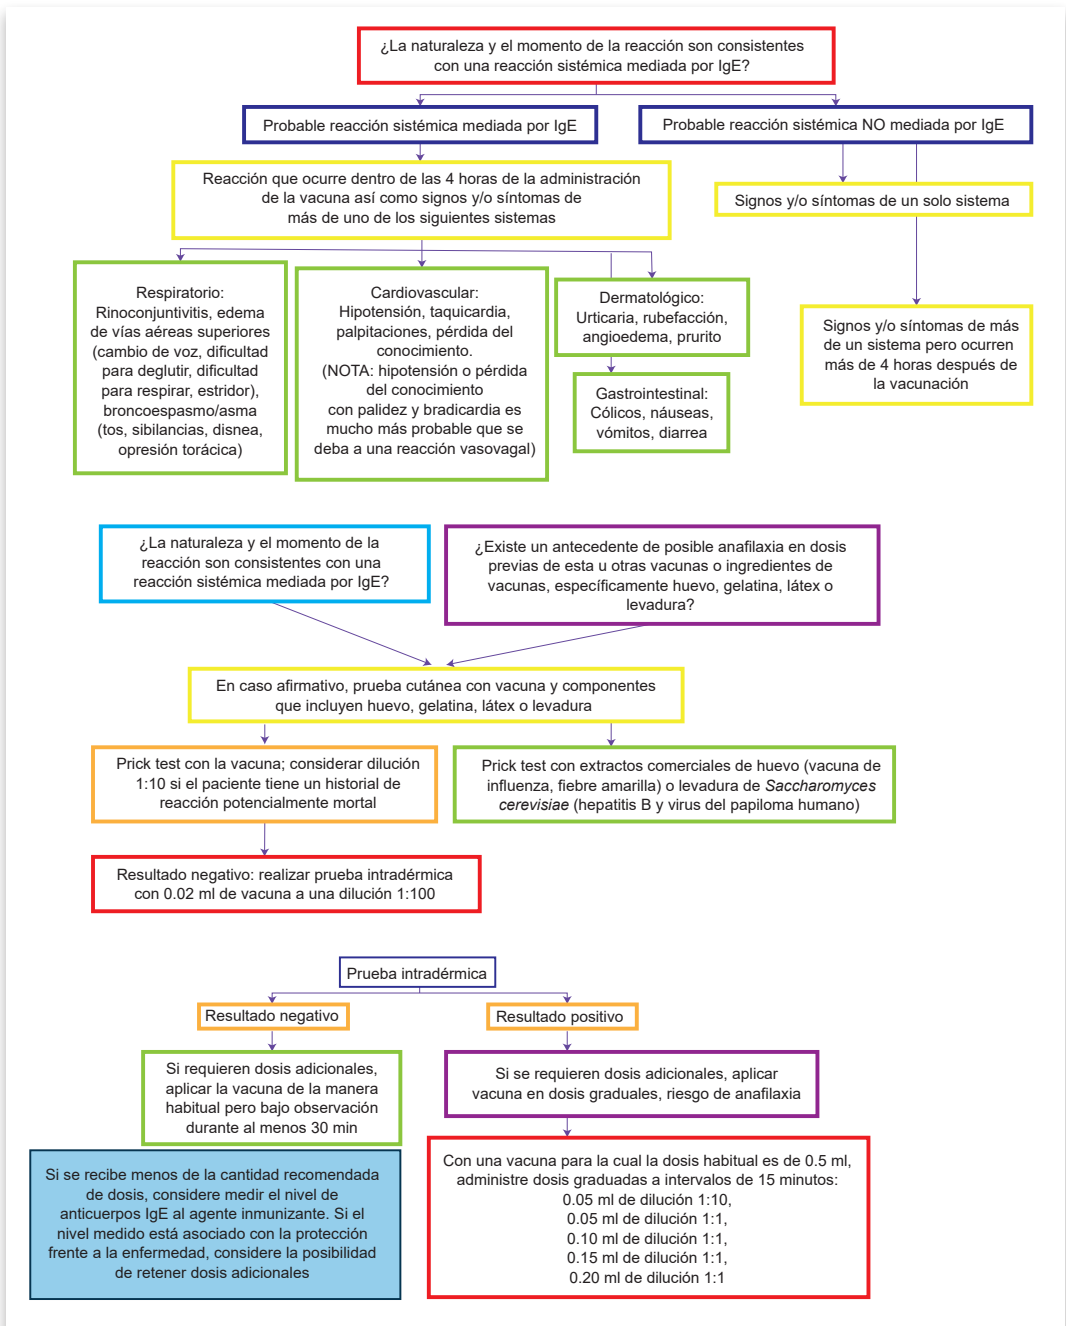 ¿La naturaleza y el momento de la reacción son consistentes
con una reacción sistémica mediada por IgE?
Probable reacción sistémica mediada por IgE
Probable reacción sistémica NO mediada por IgE
Reacción que ocurre dentro de las 4 horas de la administración
de la vacuna así como signos y/o síntomas de
más de uno de los siguientes sistemas
Signos y/o síntomas de un solo sistema
Respiratorio:
Rinoconjuntivitis, edema
de vías aéreas superiores
(cambio de voz, dificultad
para deglutir, dificultad
para respirar, estridor),
broncoespasmo/asma
(tos, sibilancias, disnea,
opresión torácica)
Cardiovascular:
Hipotensión, taquicardia,
palpitaciones, pérdida del
conocimiento.
(NOTA: hipotensión o pérdida
del conocimiento
con palidez y bradicardia es
mucho más probable que se
deba a una reacción vasovagal)
Dermatológico:
Urticaria, rubefacción,
angioedema, prurito
Gastrointestinal:
Cólicos, náuseas,
vómitos, diarrea
Signos y/o síntomas de más
de un sistema pero ocurren
más de 4 horas después de
la vacunación
¿La naturaleza y el momento de la
reacción son consistentes con una
reacción sistémica mediada por IgE?
¿Existe un antecedente de posible anafilaxia en dosis
previas de esta u otras vacunas o ingredientes de
vacunas, específicamente huevo, gelatina, látex o
levadura?
En caso afirmativo, prueba cutánea con vacuna y componentes
que incluyen huevo, gelatina, látex o levadura
Prick test con la vacuna; considerar dilución
1:10 si el paciente tiene un historial de
reacción potencialmente mortal
Prick test con extractos comerciales de huevo (vacuna de
influenza, fiebre amarilla) o levadura de Saccharomyces
cerevisiae (hepatitis B y virus del papiloma humano)
Resultado negativo: realizar prueba intradérmica
con 0.02 ml de vacuna a una dilución 1:100
Prueba intradérmica
Resultado negativo
Resultado positivo
Si requieren dosis adicionales,
aplicar la vacuna de la manera
habitual pero bajo observación
durante al menos 30 min
Si se requieren dosis adicionales, aplicar
vacuna en dosis graduales, riesgo de anafilaxia
Si se recibe menos de la cantidad recomendada
de dosis, considere medir el nivel de
anticuerpos IgE al agente inmunizante. Si el
nivel medido está asociado con la protección
frente a la enfermedad, considere la posibilidad
de retener dosis adicionales
Con una vacuna para la cual la dosis habitual es de 0.5 ml,
administre dosis graduadas a intervalos de 15 minutos:
0.05 ml de dilución 1:10,
0.05 ml de dilución 1:1,
0.10 ml de dilución 1:1,
0.15 ml de dilución 1:1,
0.20 ml de dilución 1:1